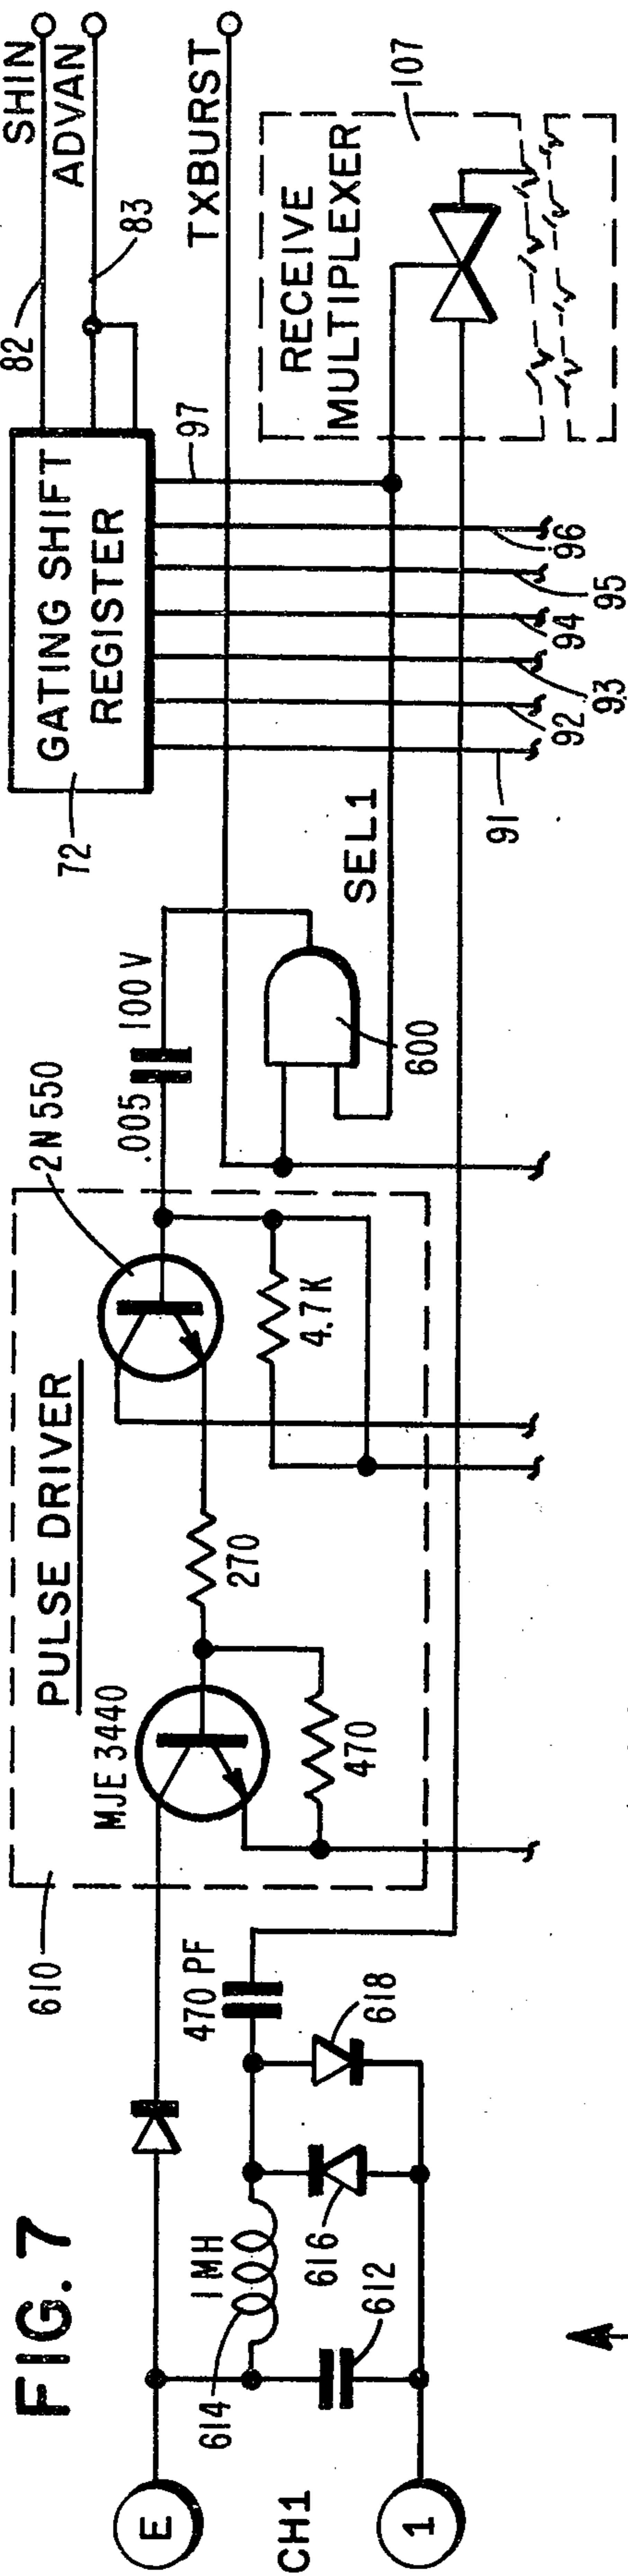 FIG. 7
E
CH1
1
614
1 MH
612
616
618
470 PF
610
PULSE DRIVER
MJE 3440
470
270
2N 550
4.7K
.005
100 V
600
SEL1
72
GATING SHIFT
REGISTER
91
92
93
94
95
96
97
82
SHIN
ADVAN
83
TXBURST
RECEIVE
MULTIPLEXER
107